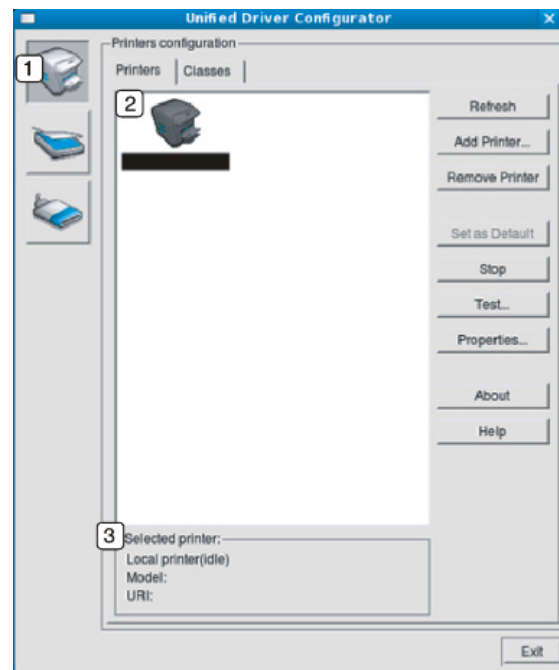 Unified Driver Configurator
1
Printers configuration
Printers
Classes
2
Refresh
Add Printer...
Remove Printer
Set as Default
Stop
Test...
Properties...
About
Help
3
Selected printer:
Local printer(idle)
Model:
URI:
Exit